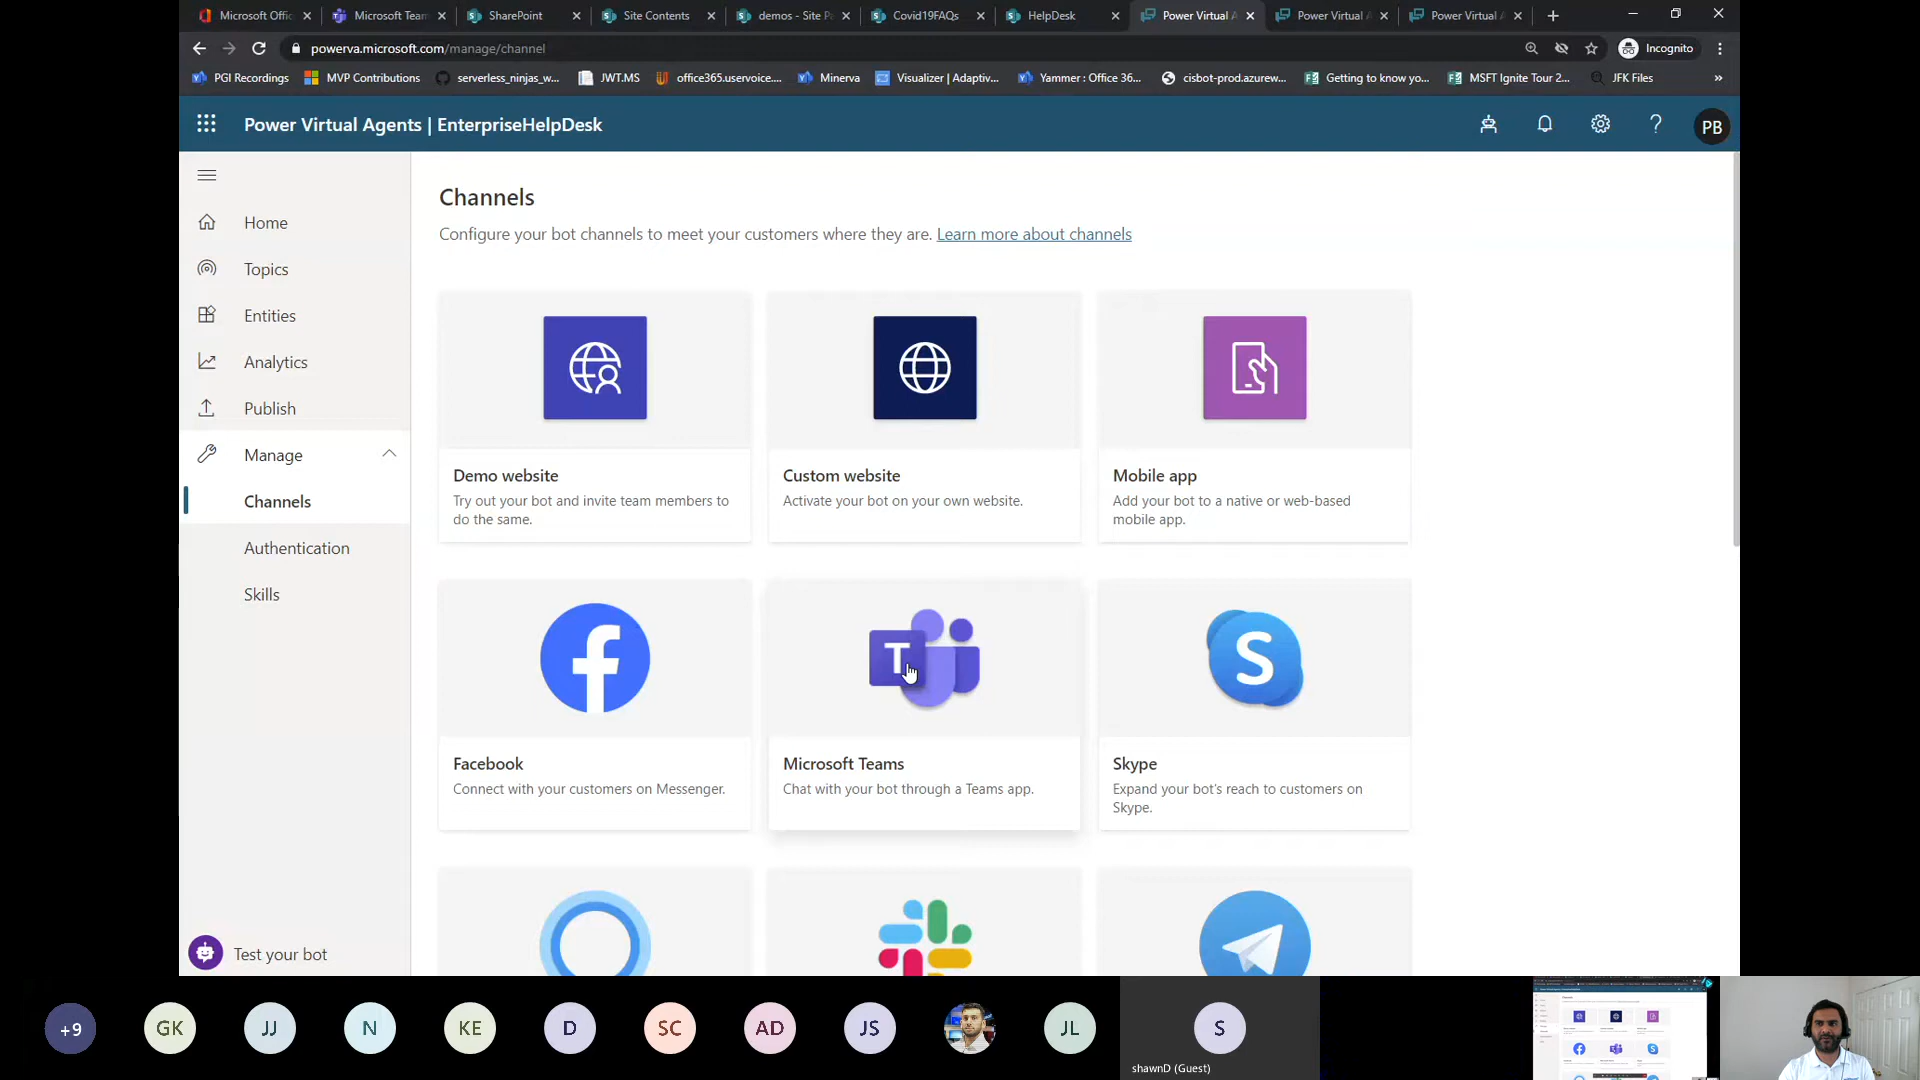 Microsoft Offic
Microsoft Team
SharePoint
Site Contents
demos - Site Pa
Covid19FAQs
HelpDesk
Power Virtual A
Power Virtual A
Power Virtual A
powerva.microsoft.com/manage/channel
Incognito
PGI Recordings
MVP Contributions
serverless_ninjas_w...
JWT.MS
office365.uservoice....
Minerva
Visualizer | Adaptiv...
Yammer : Office 36...
cisbot-prod.azurew...
Getting to know yo...
MSFT Ignite Tour 2...
JFK Files
»
Power Virtual Agents | EnterpriseHelpDesk
?
PB
Home
Topics
Entities
Analytics
Publish
Manage
Channels
Authentication
Skills
Test your bot
Channels
Configure your bot channels to meet your customers where they are. Learn more about channels
Demo website
Try out your bot and invite team members to
do the same.
Custom website
Activate your bot on your own website.
Mobile app
Add your bot to a native or web-based
mobile app.
f
Facebook
Connect with your customers on Messenger.
T
Microsoft Teams
Chat with your bot through a Teams app.
S
Skype
Expand your bot's reach to customers on
Skype.
+9
GK
JJ
N
KE
D
SC
AD
JS
JL
S
shawnD (Guest)